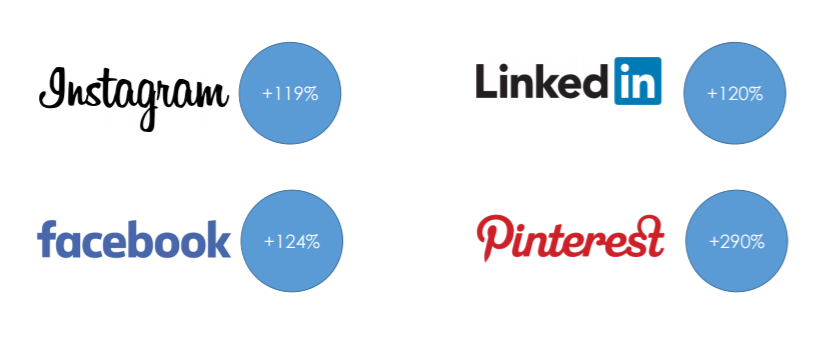 Instagram +119%
LinkedIn +120%
facebook +124%
Pinterest +290%